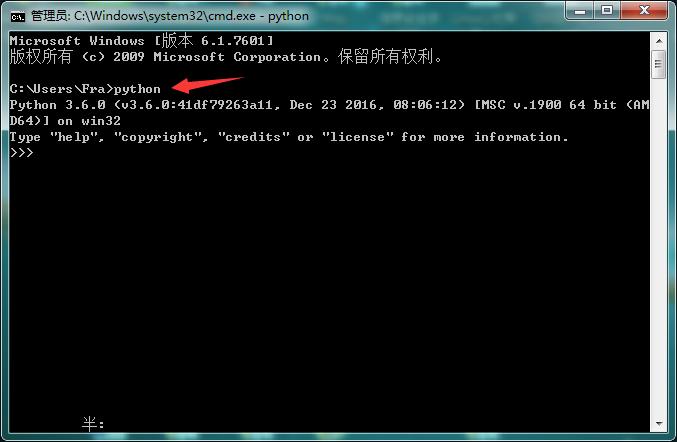 管理员: C:\Windows\system32\cmd.exe - python
Microsoft Windows [版本 6.1.7601]
版权所有 (c) 2009 Microsoft Corporation。保留所有权利。
C:\Users\Fra>python
Python 3.6.0 (v3.6.0:41df79263a11, Dec 23 2016, 08:06:12) [MSC v.1900 64 bit (AM
D64)] on win32
Type "help", "copyright", "credits" or "license" for more information.
>>>
半: